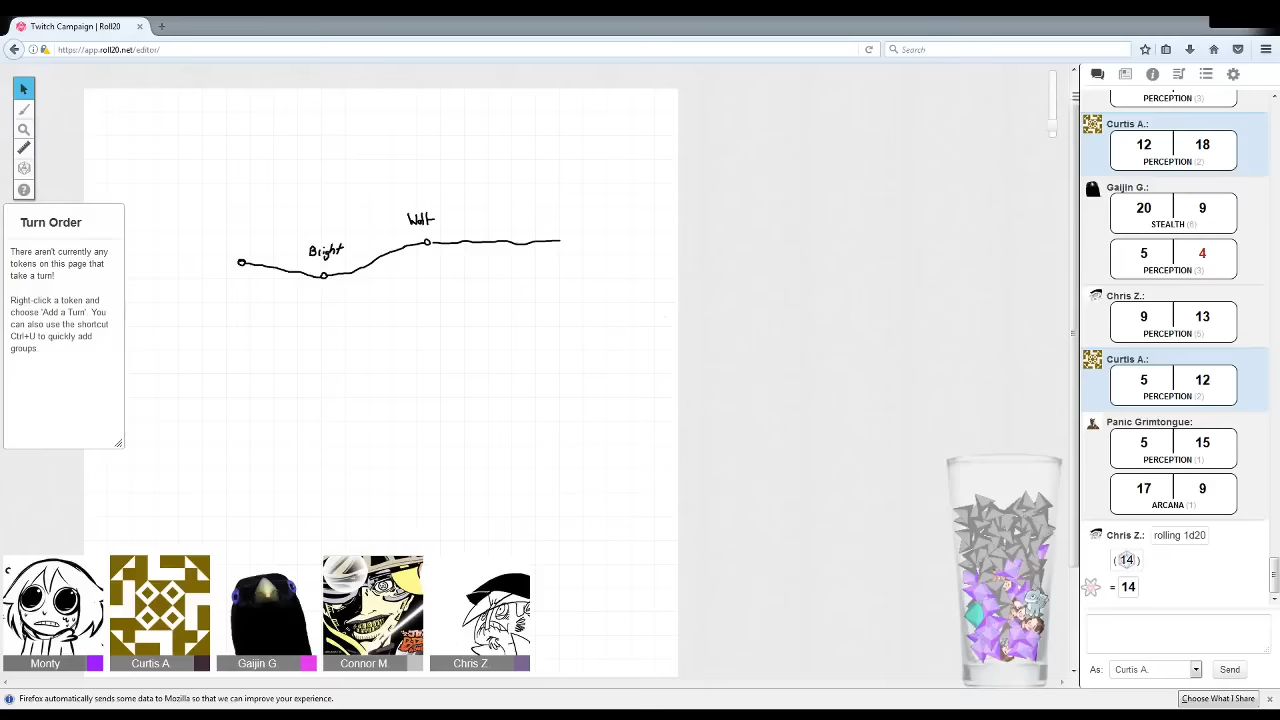 Twitch Campaign | Roll20
https://app.roll20.net/editor/
Search
Turn Order
There aren't currently any
tokens on this page that
take a turn!
Right-click a token and
choose 'Add a Turn'. You
can also use the shortcut
Ctrl+U to quickly add
groups
Bright
Wolt
Monty
Curtis A
Gaijin G
Connor M
Chris Z
PERCEPTION (3)
Curtis A.:
12 18
PERCEPTION (2)
Gaijin G.:
20 9
STEALTH (6)
5 4
PERCEPTION (3)
Chris Z.:
9 13
PERCEPTION (5)
Curtis A.:
5 12
PERCEPTION (2)
Panic Grimtongue:
5 15
PERCEPTION (1)
17 9
ARCANA (1)
Chris Z.: rolling 1d20
(14)
= 14
As: Curtis A. Send
Firefox automatically sends some data to Mozilla so that we can improve your experience.
Choose What I Share